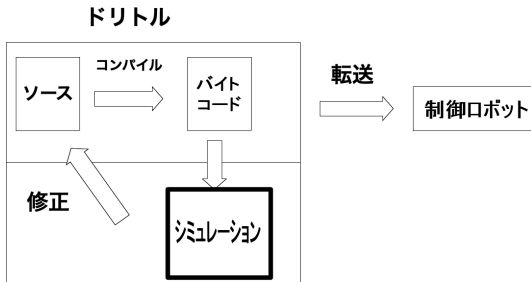 ドリトル
ソース
コンパイル
バイト
コード
転送
制御ロボット
修正
シミュレーション